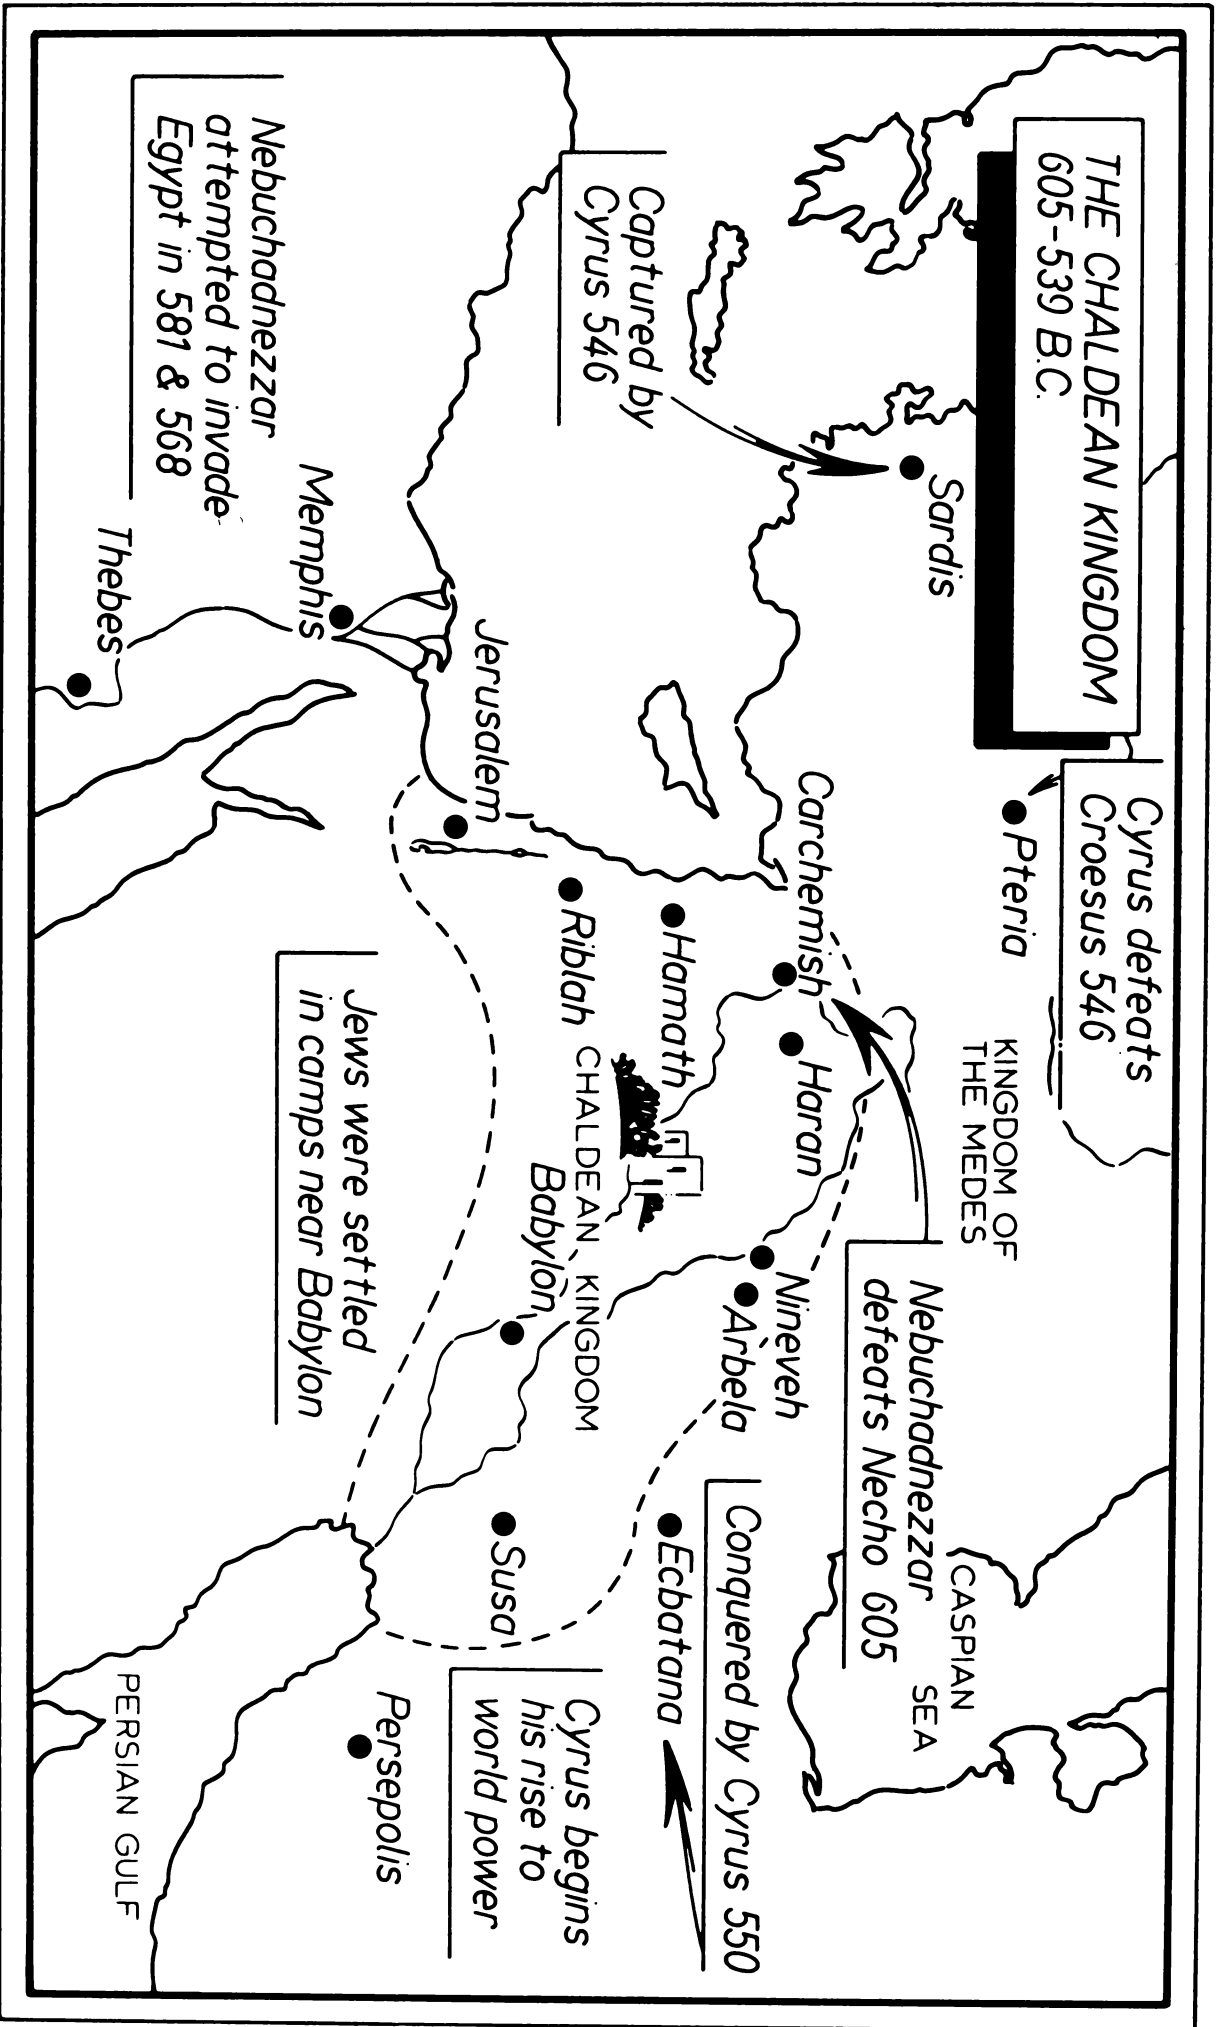 THE CHALDEAN KINGDOM
605-539 B.C.
Cyrus defeats
Croesus 546
Pteria
Sardis
Captured by
Cyrus 546
KINGDOM OF
THE MEDES
CASPIAN
SEA
Nebuchadnezzar
defeats Necho 605
Carchemish
Haran
Nineveh
Arbela
Hamath
Riblah
CHALDEAN KINGDOM
Babylon
Conquered by Cyrus 550
Ecbatana
Susa
Cyrus begins
his rise to
world power
Persepolis
PERSIAN GULF
Jerusalem
Jews were settled
in camps near Babylon
Memphis
Thebes
Nebuchadnezzar
attempted to invade
Egypt in 581 & 568